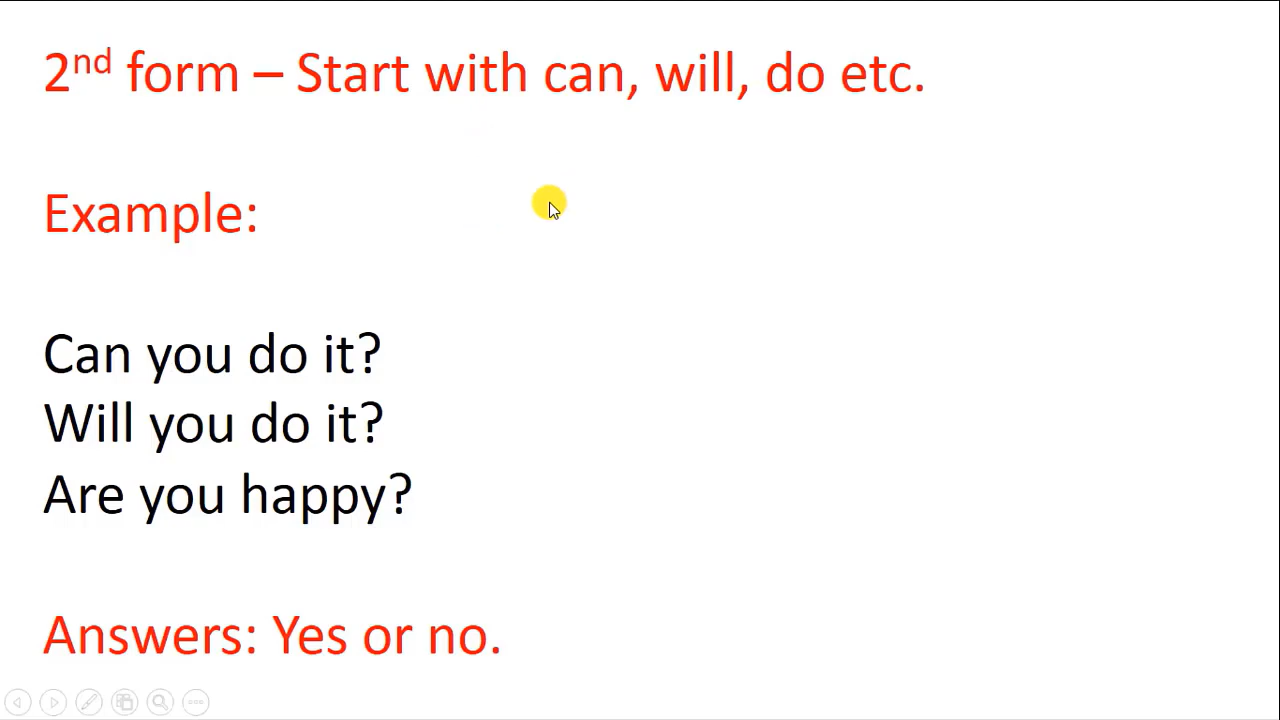 2nd form – Start with can, will, do etc.
Example:
Can you do it?
Will you do it?
Are you happy?
Answers: Yes or no.